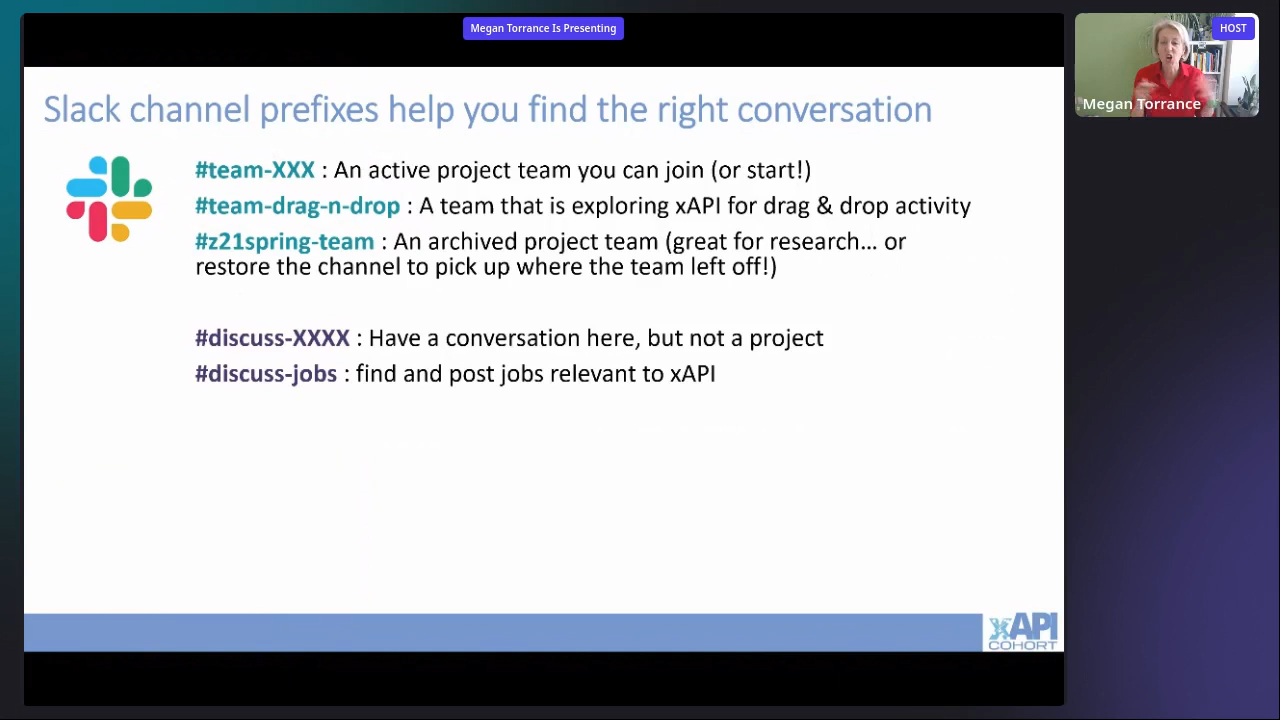 Megan Torrance Is Presenting
HOST
Megan Torrance
Slack channel prefixes help you find the right conversation
#team-XXX : An active project team you can join (or start!)
#team-drag-n-drop : A team that is exploring xAPI for drag & drop activity
#z21spring-team : An archived project team (great for research... or
restore the channel to pick up where the team left off!)
#discuss-XXXX : Have a conversation here, but not a project
#discuss-jobs : find and post jobs relevant to xAPI
xAPI
COHORT